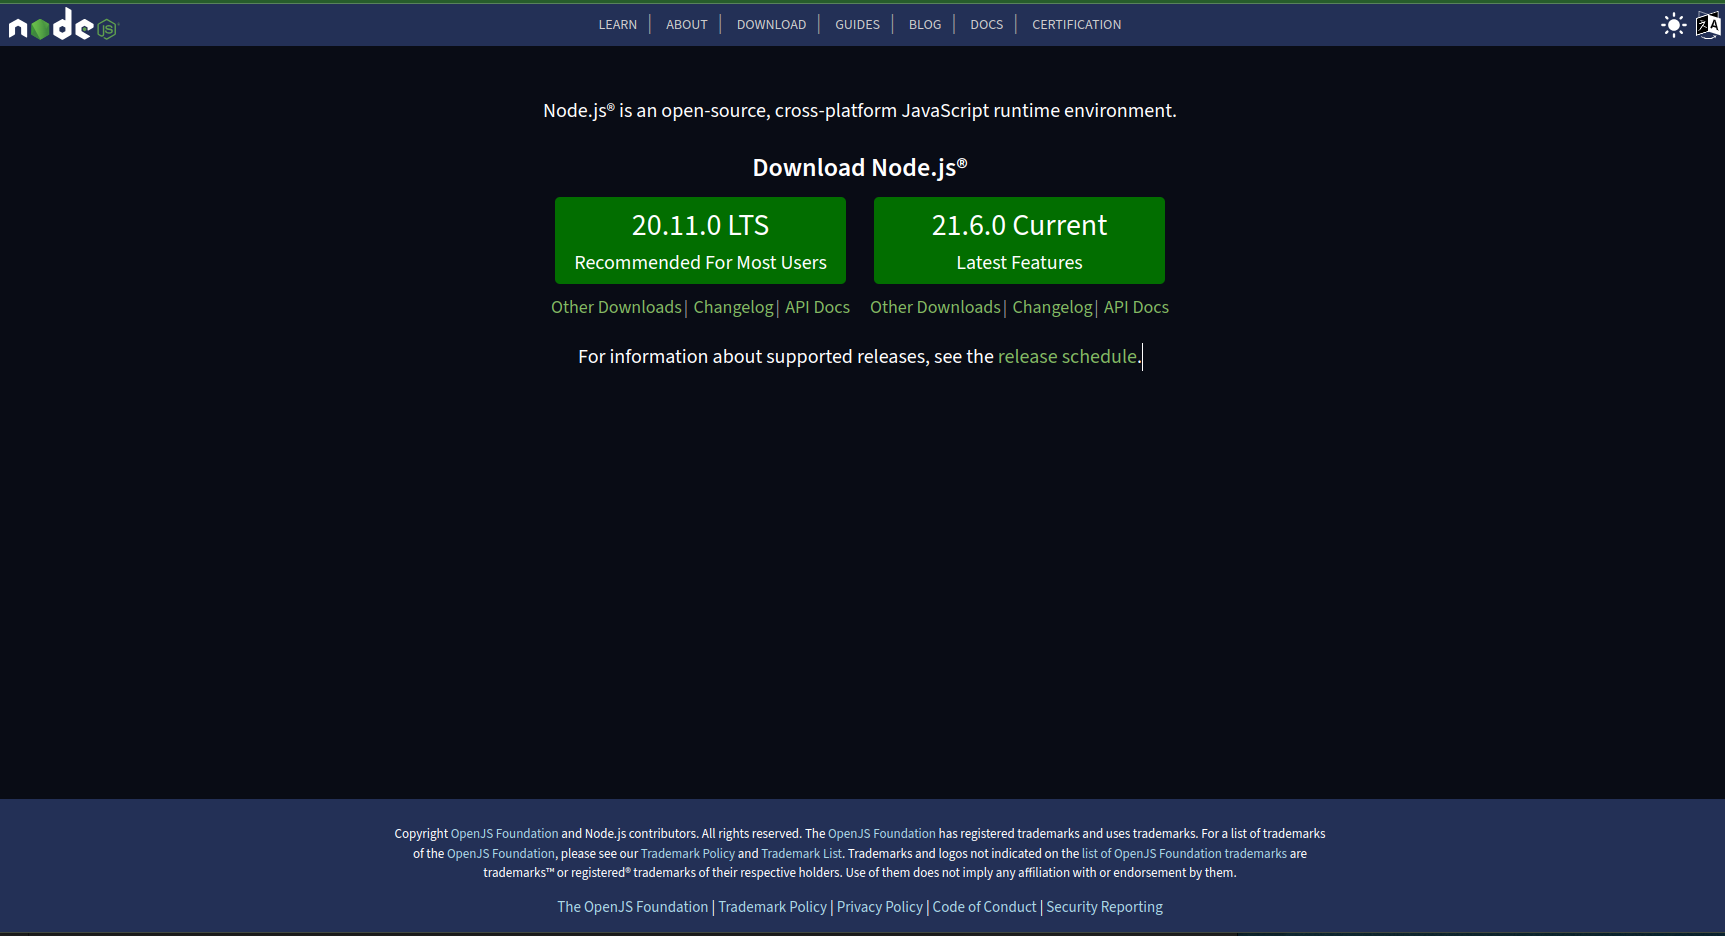 node JS
LEARN | ABOUT | DOWNLOAD | GUIDES | BLOG | DOCS | CERTIFICATION
Node.js® is an open-source, cross-platform JavaScript runtime environment.
Download Node.js®
20.11.0 LTS
Recommended For Most Users
21.6.0 Current
Latest Features
Other Downloads | Changelog | API Docs
Other Downloads | Changelog | API Docs
For information about supported releases, see the release schedule.
Copyright OpenJS Foundation and Node.js contributors. All rights reserved. The OpenJS Foundation has registered trademarks and uses trademarks. For a list of trademarks
of the OpenJS Foundation, please see our Trademark Policy and Trademark List. Trademarks and logos not indicated on the list of OpenJS Foundation trademarks are
trademarks™ or registered® trademarks of their respective holders. Use of them does not imply any affiliation with or endorsement by them.
The OpenJS Foundation | Trademark Policy | Privacy Policy | Code of Conduct | Security Reporting